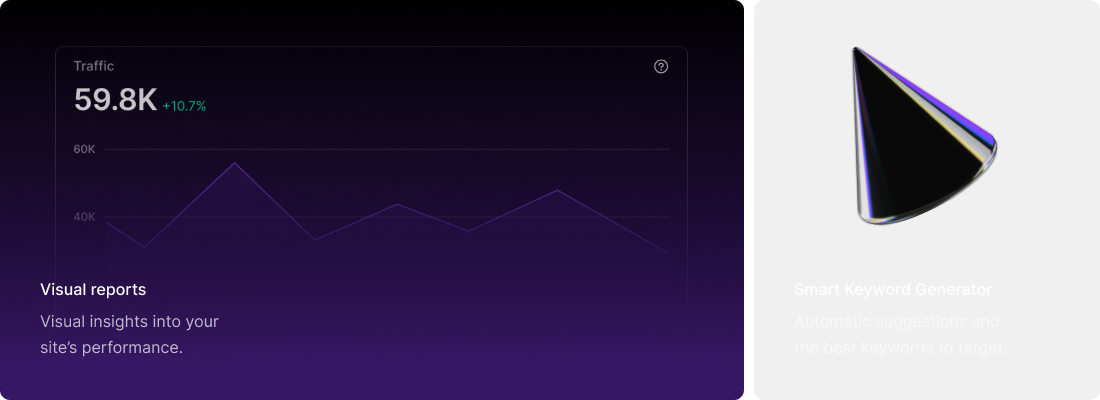 Traffic
59.8K +10.7%
60K
40K
Visual reports
Visual insights into your
site’s performance.
Smart Keyword Generator
Automatic suggestions and
the best keywords to target.